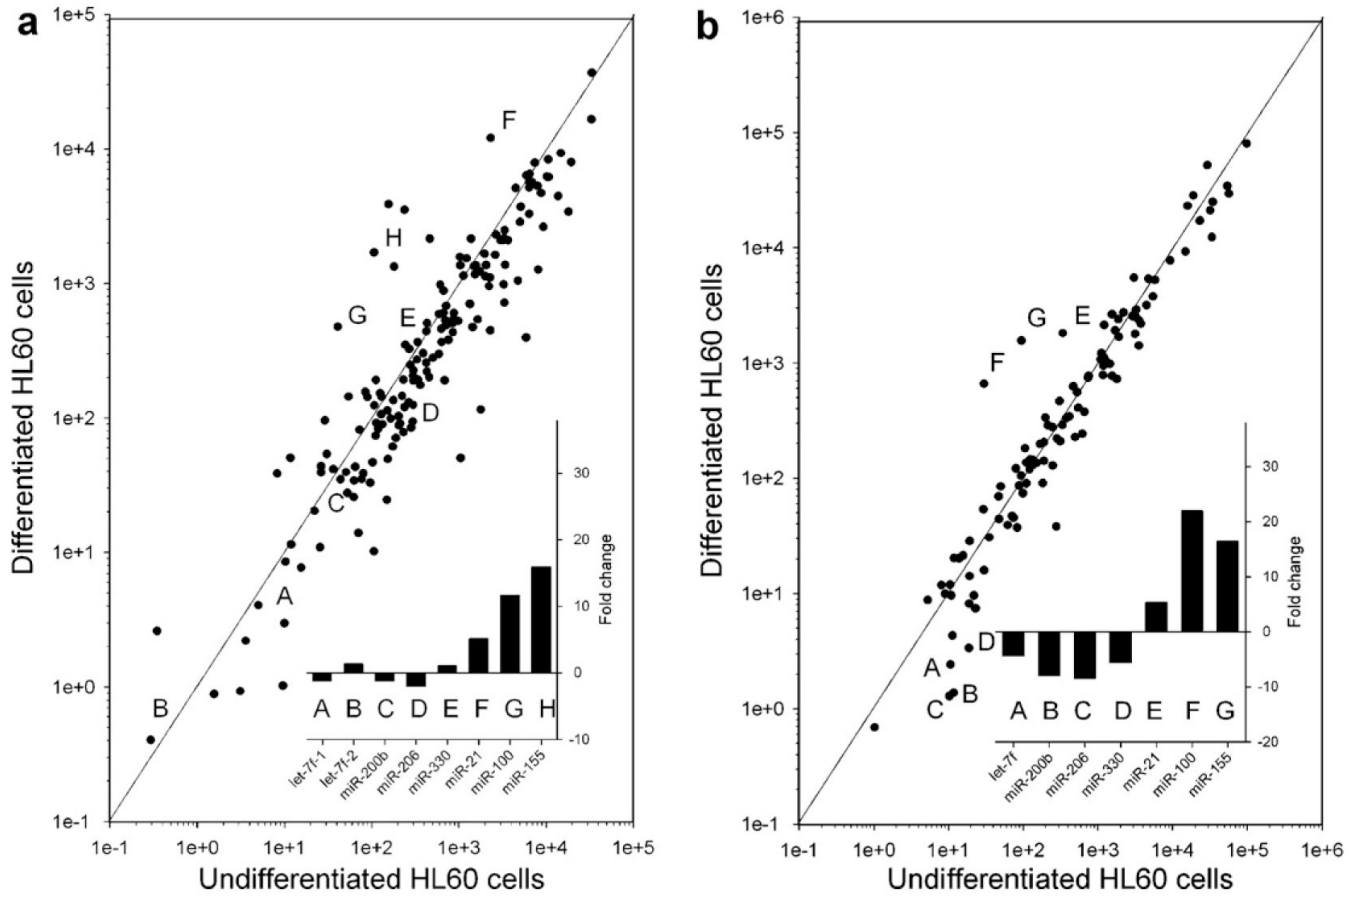 a
1e+5
1e+4
1e+3
1e+2
1e+1
1e+0
1e-1
Differentiated HL60 cells
F
H
G
E
D
C
A
B
30
20
10
0
-10
Fold change
A B C D E F G H
let-7f-1
let-7f-2
miR-200b
miR-206
miR-330
miR-21
miR-100
miR-155
1e-1 1e+0 1e+1 1e+2 1e+3 1e+4 1e+5
Undifferentiated HL60 cells
b
1e+6
1e+5
1e+4
1e+3
1e+2
1e+1
1e+0
1e-1
Differentiated HL60 cells
G
E
F
D
A
B
C
30
20
10
0
-10
-20
Fold change
A B C D E F G
let-7f
miR-200b
miR-206
miR-330
miR-21
miR-100
miR-155
1e-1 1e+0 1e+1 1e+2 1e+3 1e+4 1e+5 1e+6
Undifferentiated HL60 cells